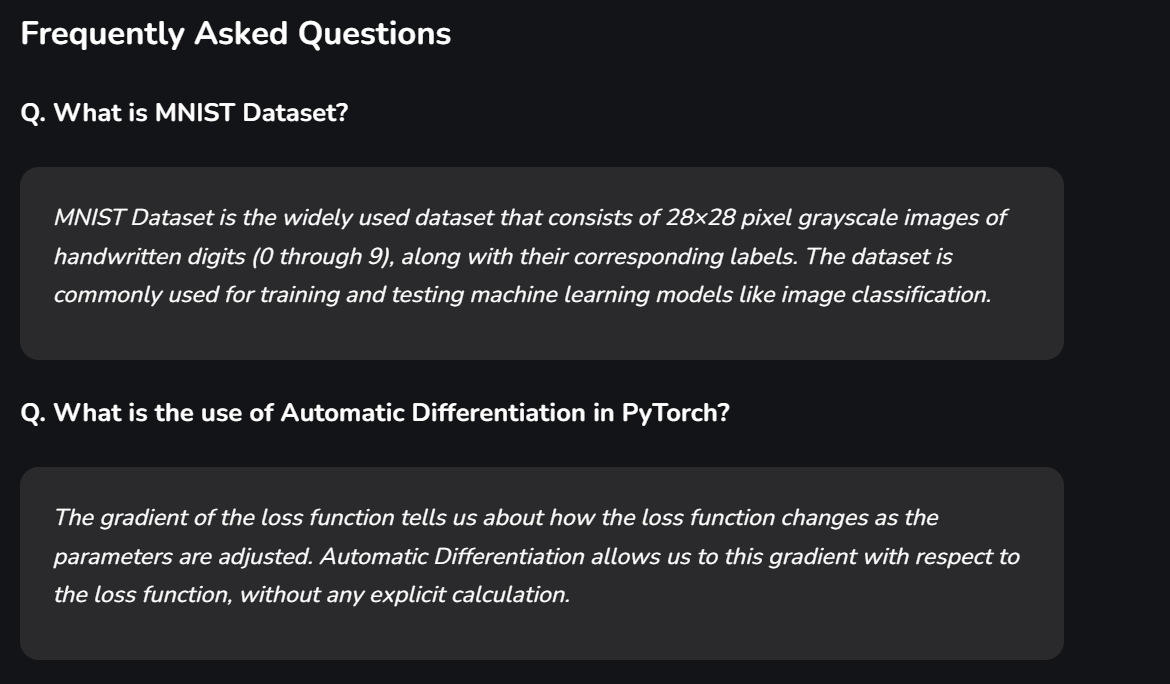 Frequently Asked Questions
Q. What is MNIST Dataset?
MNIST Dataset is the widely used dataset that consists of 28×28 pixel grayscale images of
handwritten digits (0 through 9), along with their corresponding labels. The dataset is
commonly used for training and testing machine learning models like image classification.
Q. What is the use of Automatic Differentiation in PyTorch?
The gradient of the loss function tells us about how the loss function changes as the
parameters are adjusted. Automatic Differentiation allows us to this gradient with respect to
the loss function, without any explicit calculation.